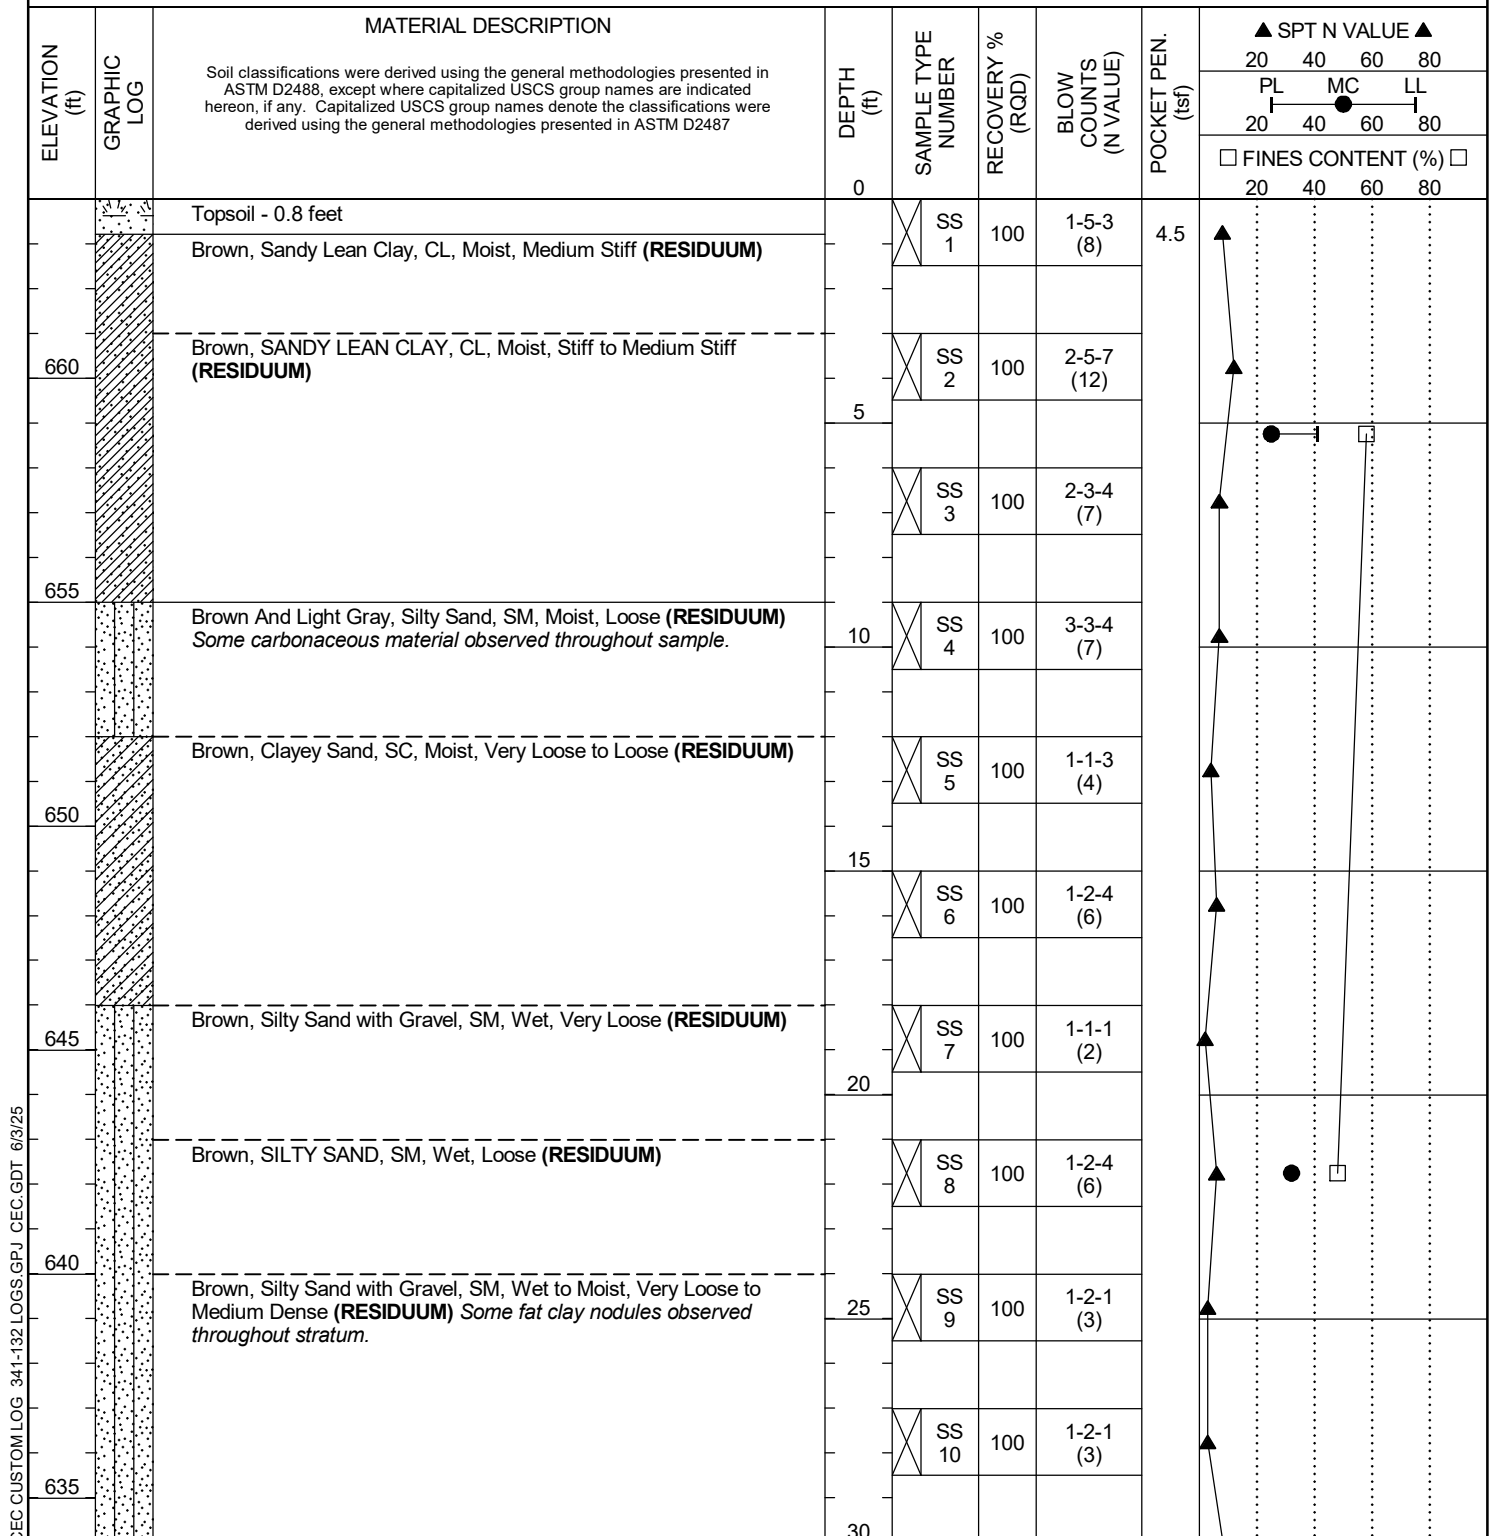 ELEVATION
(ft)
GRAPHIC
LOG
MATERIAL DESCRIPTION
Soil classifications were derived using the general methodologies presented in
ASTM D2488, except where capitalized USCS group names are indicated
hereon, if any. Capitalized USCS group names denote the classifications were
derived using the general methodologies presented in ASTM D2487
DEPTH
(ft)
SAMPLE TYPE
NUMBER
RECOVERY %
(RQD)
BLOW
COUNTS
(N VALUE)
POCKET PEN.
(tsf)
▲ SPT N VALUE ▲
20 40 60 80
PL MC LL
20 40 60 80
□ FINES CONTENT (%) □
20 40 60 80
0
Topsoil - 0.8 feet
SS
1
100
1-5-3
(8)
4.5
Brown, Sandy Lean Clay, CL, Moist, Medium Stiff (RESIDUUM)
Brown, SANDY LEAN CLAY, CL, Moist, Stiff to Medium Stiff
(RESIDUUM)
660
SS
2
100
2-5-7
(12)
5
SS
3
100
2-3-4
(7)
655
Brown And Light Gray, Silty Sand, SM, Moist, Loose (RESIDUUM)
Some carbonaceous material observed throughout sample.
10
SS
4
100
3-3-4
(7)
Brown, Clayey Sand, SC, Moist, Very Loose to Loose (RESIDUUM)
SS
5
100
1-1-3
(4)
650
15
SS
6
100
1-2-4
(6)
Brown, Silty Sand with Gravel, SM, Wet, Very Loose (RESIDUUM)
SS
7
100
1-1-1
(2)
645
20
Brown, SILTY SAND, SM, Wet, Loose (RESIDUUM)
SS
8
100
1-2-4
(6)
640
Brown, Silty Sand with Gravel, SM, Wet to Moist, Very Loose to
Medium Dense (RESIDUUM) Some fat clay nodules observed
throughout stratum.
25
SS
9
100
1-2-1
(3)
SS
10
100
1-2-1
(3)
635
30
CEC CUSTOM LOG 341-132 LOGS.GPJ CEC.GDT 6/3/25